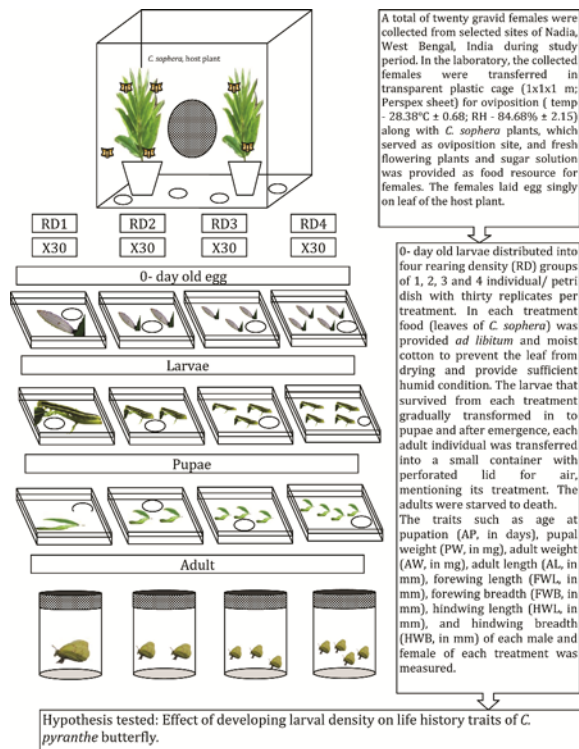 C. sophera, host plant
RD1
RD2
RD3
RD4
X30
X30
X30
X30
0- day old egg
Larvae
Pupae
Adult
A total of twenty gravid females were
collected from selected sites of Nadia,
West Bengal, India during study
period. In the laboratory, the collected
females were transferred in
transparent plastic cage (1x1x1 m;
Perspex sheet) for oviposition ( temp
- 28.38°C ± 0.68; RH - 84.68% ± 2.15)
along with C. sophera plants, which
served as oviposition site, and fresh
flowering plants and sugar solution
was provided as food resource for
females. The females laid egg singly
on leaf of the host plant.
0- day old larvae distributed into
four rearing density (RD) groups
of 1, 2, 3 and 4 individual/ petri
dish with thirty replicates per
treatment. In each treatment
food (leaves of C. sophera) was
provided ad libitum and moist
cotton to prevent the leaf from
drying and provide sufficient
humid condition. The larvae that
survived from each treatment
gradually transformed in to
pupae and after emergence, each
adult individual was transferred
into a small container with
perforated lid for air,
mentioning its treatment. The
adults were starved to death.
The traits such as age at
pupation (AP, in days), pupal
weight (PW, in mg), adult weight
(AW, in mg), adult length (AL, in
mm), forewing length (FWL, in
mm), forewing breadth (FWB, in
mm), hindwing length (HWL, in
mm), and hindwing breadth
(HWB, in mm) of each male and
female of each treatment was
measured.
Hypothesis tested: Effect of developing larval density on life history traits of C.
pyranthe butterfly.